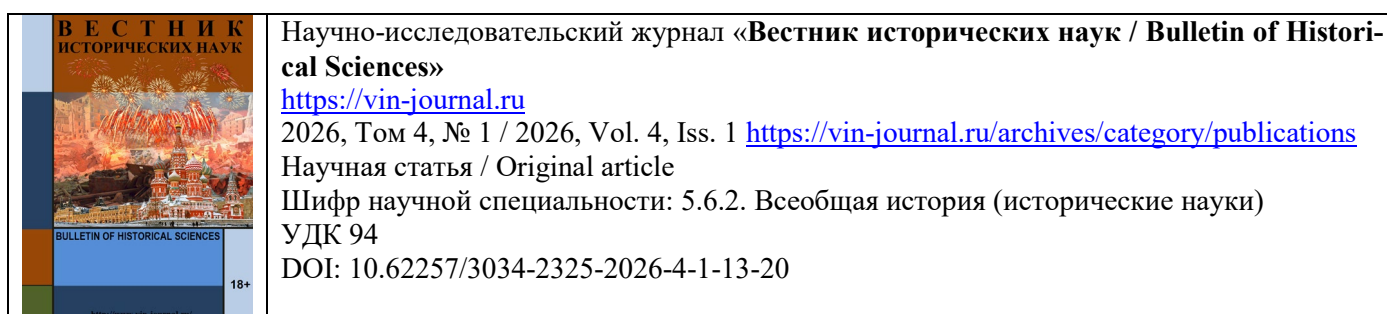 ВЕСТНИК
ИСТОРИЧЕСКИХ НАУК
BULLETIN OF HISTORICAL SCIENCES
18+
Научно-исследовательский журнал «Вестник исторических наук / Bulletin of Histori-
cal Sciences»
https://vin-journal.ru
2026, Том 4, № 1 / 2026, Vol. 4, Iss. 1 https://vin-journal.ru/archives/category/publications
Научная статья / Original article
Шифр научной специальности: 5.6.2. Всеобщая история (исторические науки)
УДК 94
DOI: 10.62257/3034-2325-2026-4-1-13-20